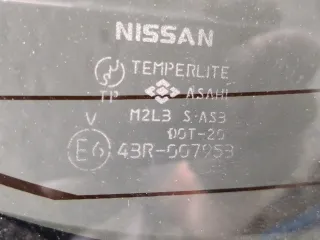 NISSAN
TEMPERLITE
TP ASAHI
M2L3 S-AS3
V DOT-20
E6 43R-007953